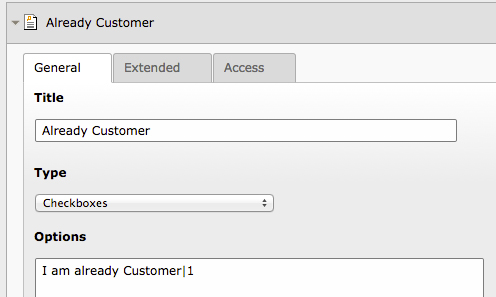 Already Customer
General Extended Access
Title
Already Customer
Type
Checkboxes
Options
I am already Customer|1